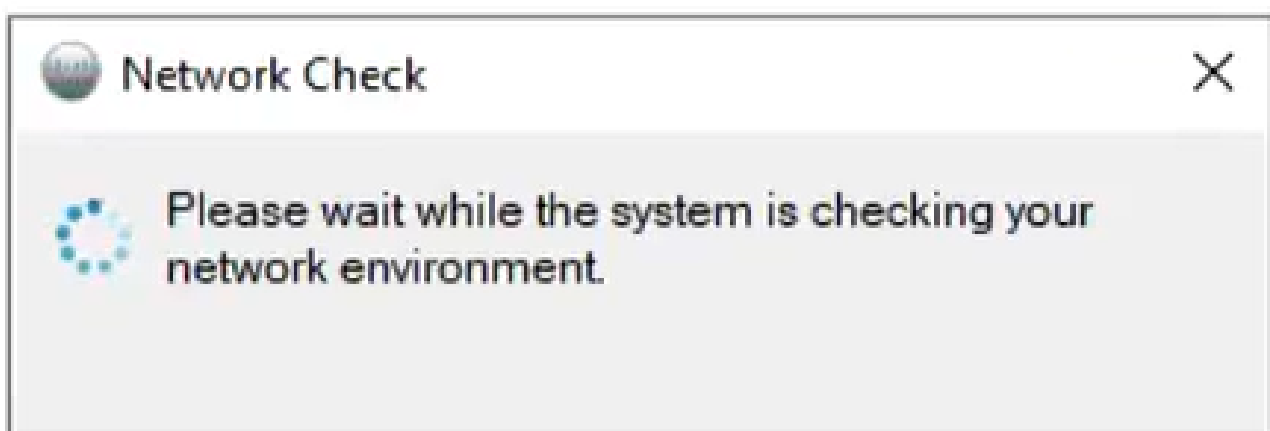 Network Check
Please wait while the system is checking your
network environment.